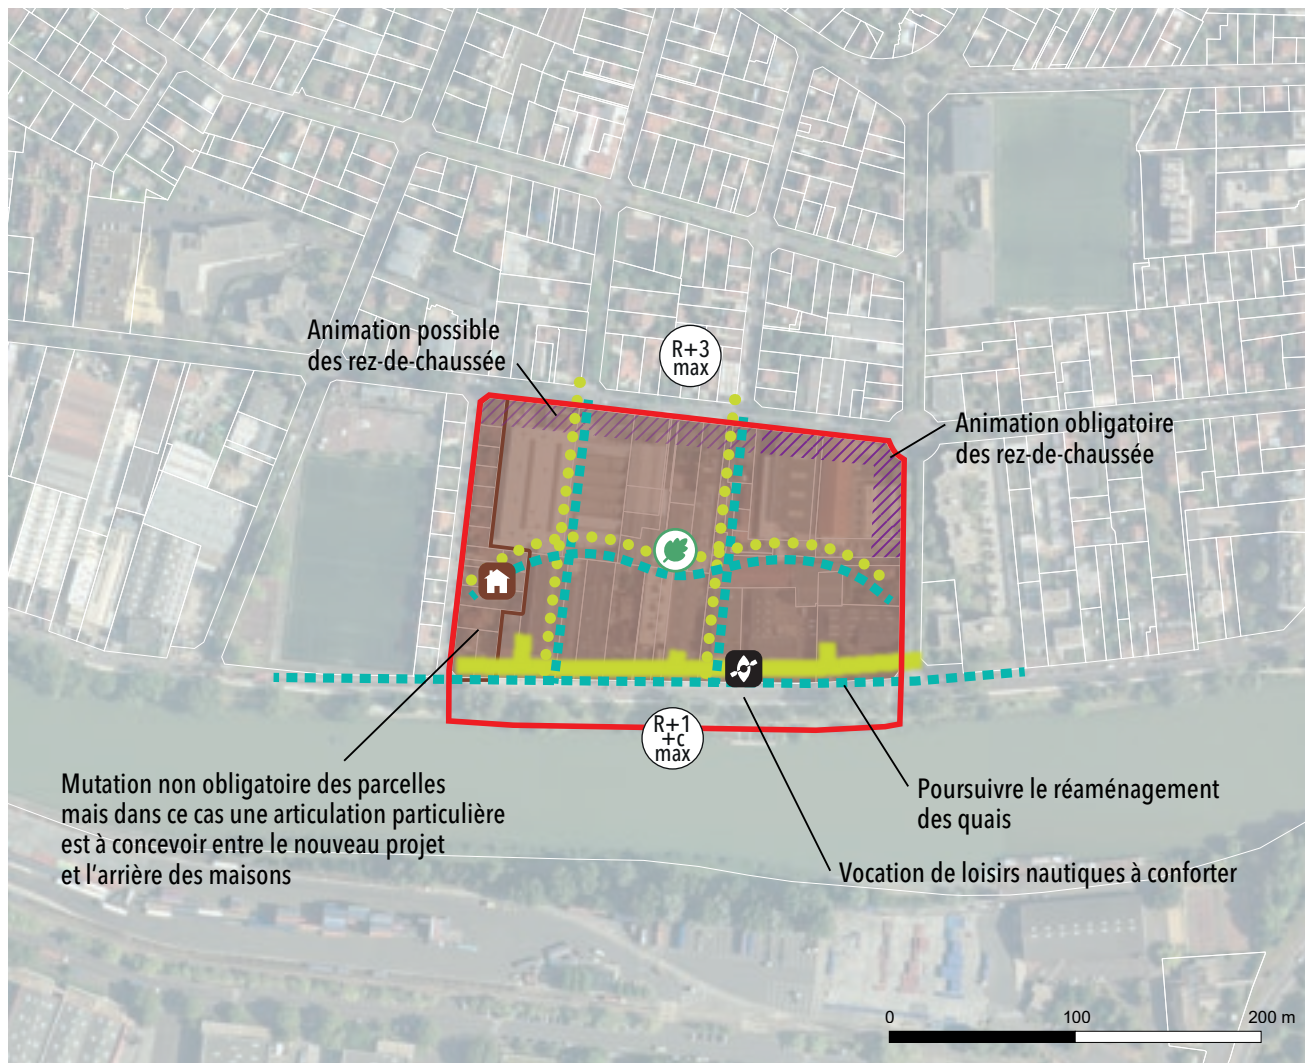 Animation possible
des rez-de-chaussée
R+3
max
Animation obligatoire
des rez-de-chaussée
R+1
+c
max
Mutation non obligatoire des parcelles
mais dans ce cas une articulation particulière
est à concevoir entre le nouveau projet
et l'arrière des maisons
Poursuivre le réaménagement
des quais
Vocation de loisirs nautiques à conforter
0 100 200 m